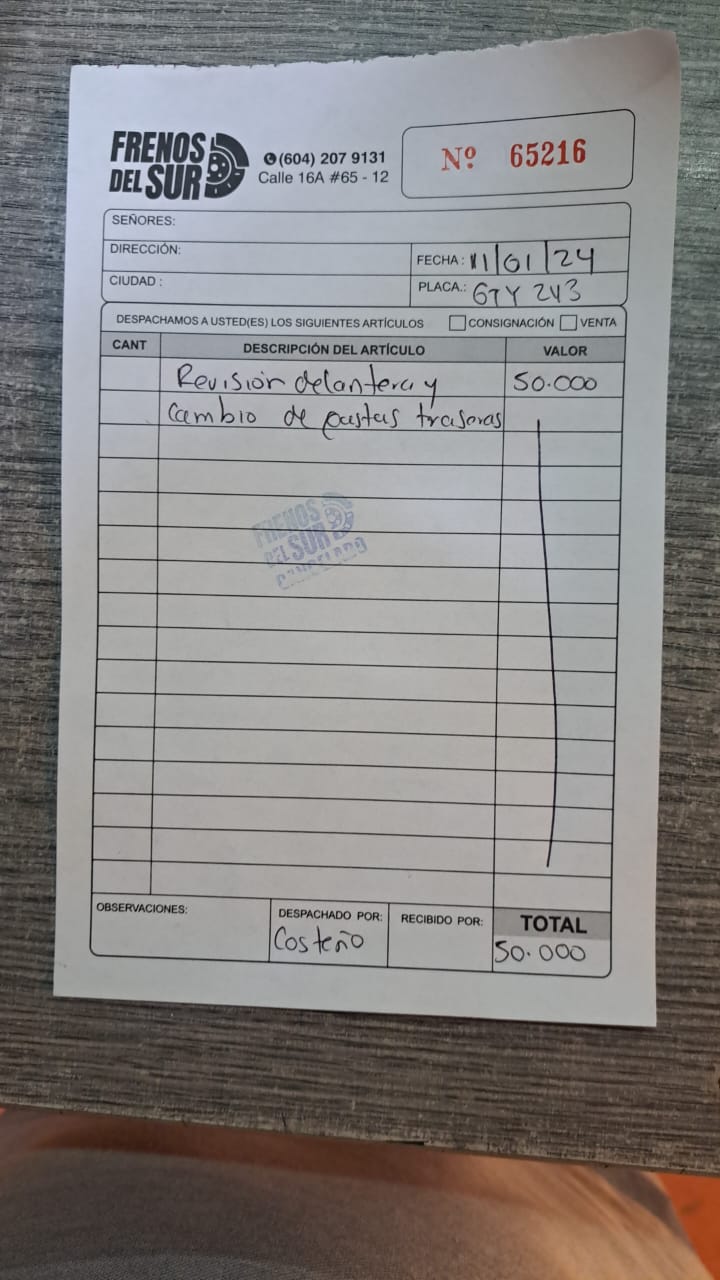 FRENOS
DEL SUR
(604) 207 9131
Calle 16A #65 - 12
Nº 65216
SEÑORES:
DIRECCIÓN:
FECHA: 11/01/24
CIUDAD :
PLACA.: GTY 243
DESPACHAMOS A USTED(ES) LOS SIGUIENTES ARTÍCULOS CONSIGNACIÓN VENTA
CANT DESCRIPCIÓN DEL ARTÍCULO VALOR
Revisión delantera y 50.000
Cambio de pastas traseras
FRENOS
DEL SUR
CANCELADO
OBSERVACIONES: DESPACHADO POR: RECIBIDO POR: TOTAL
Costeño 50.000